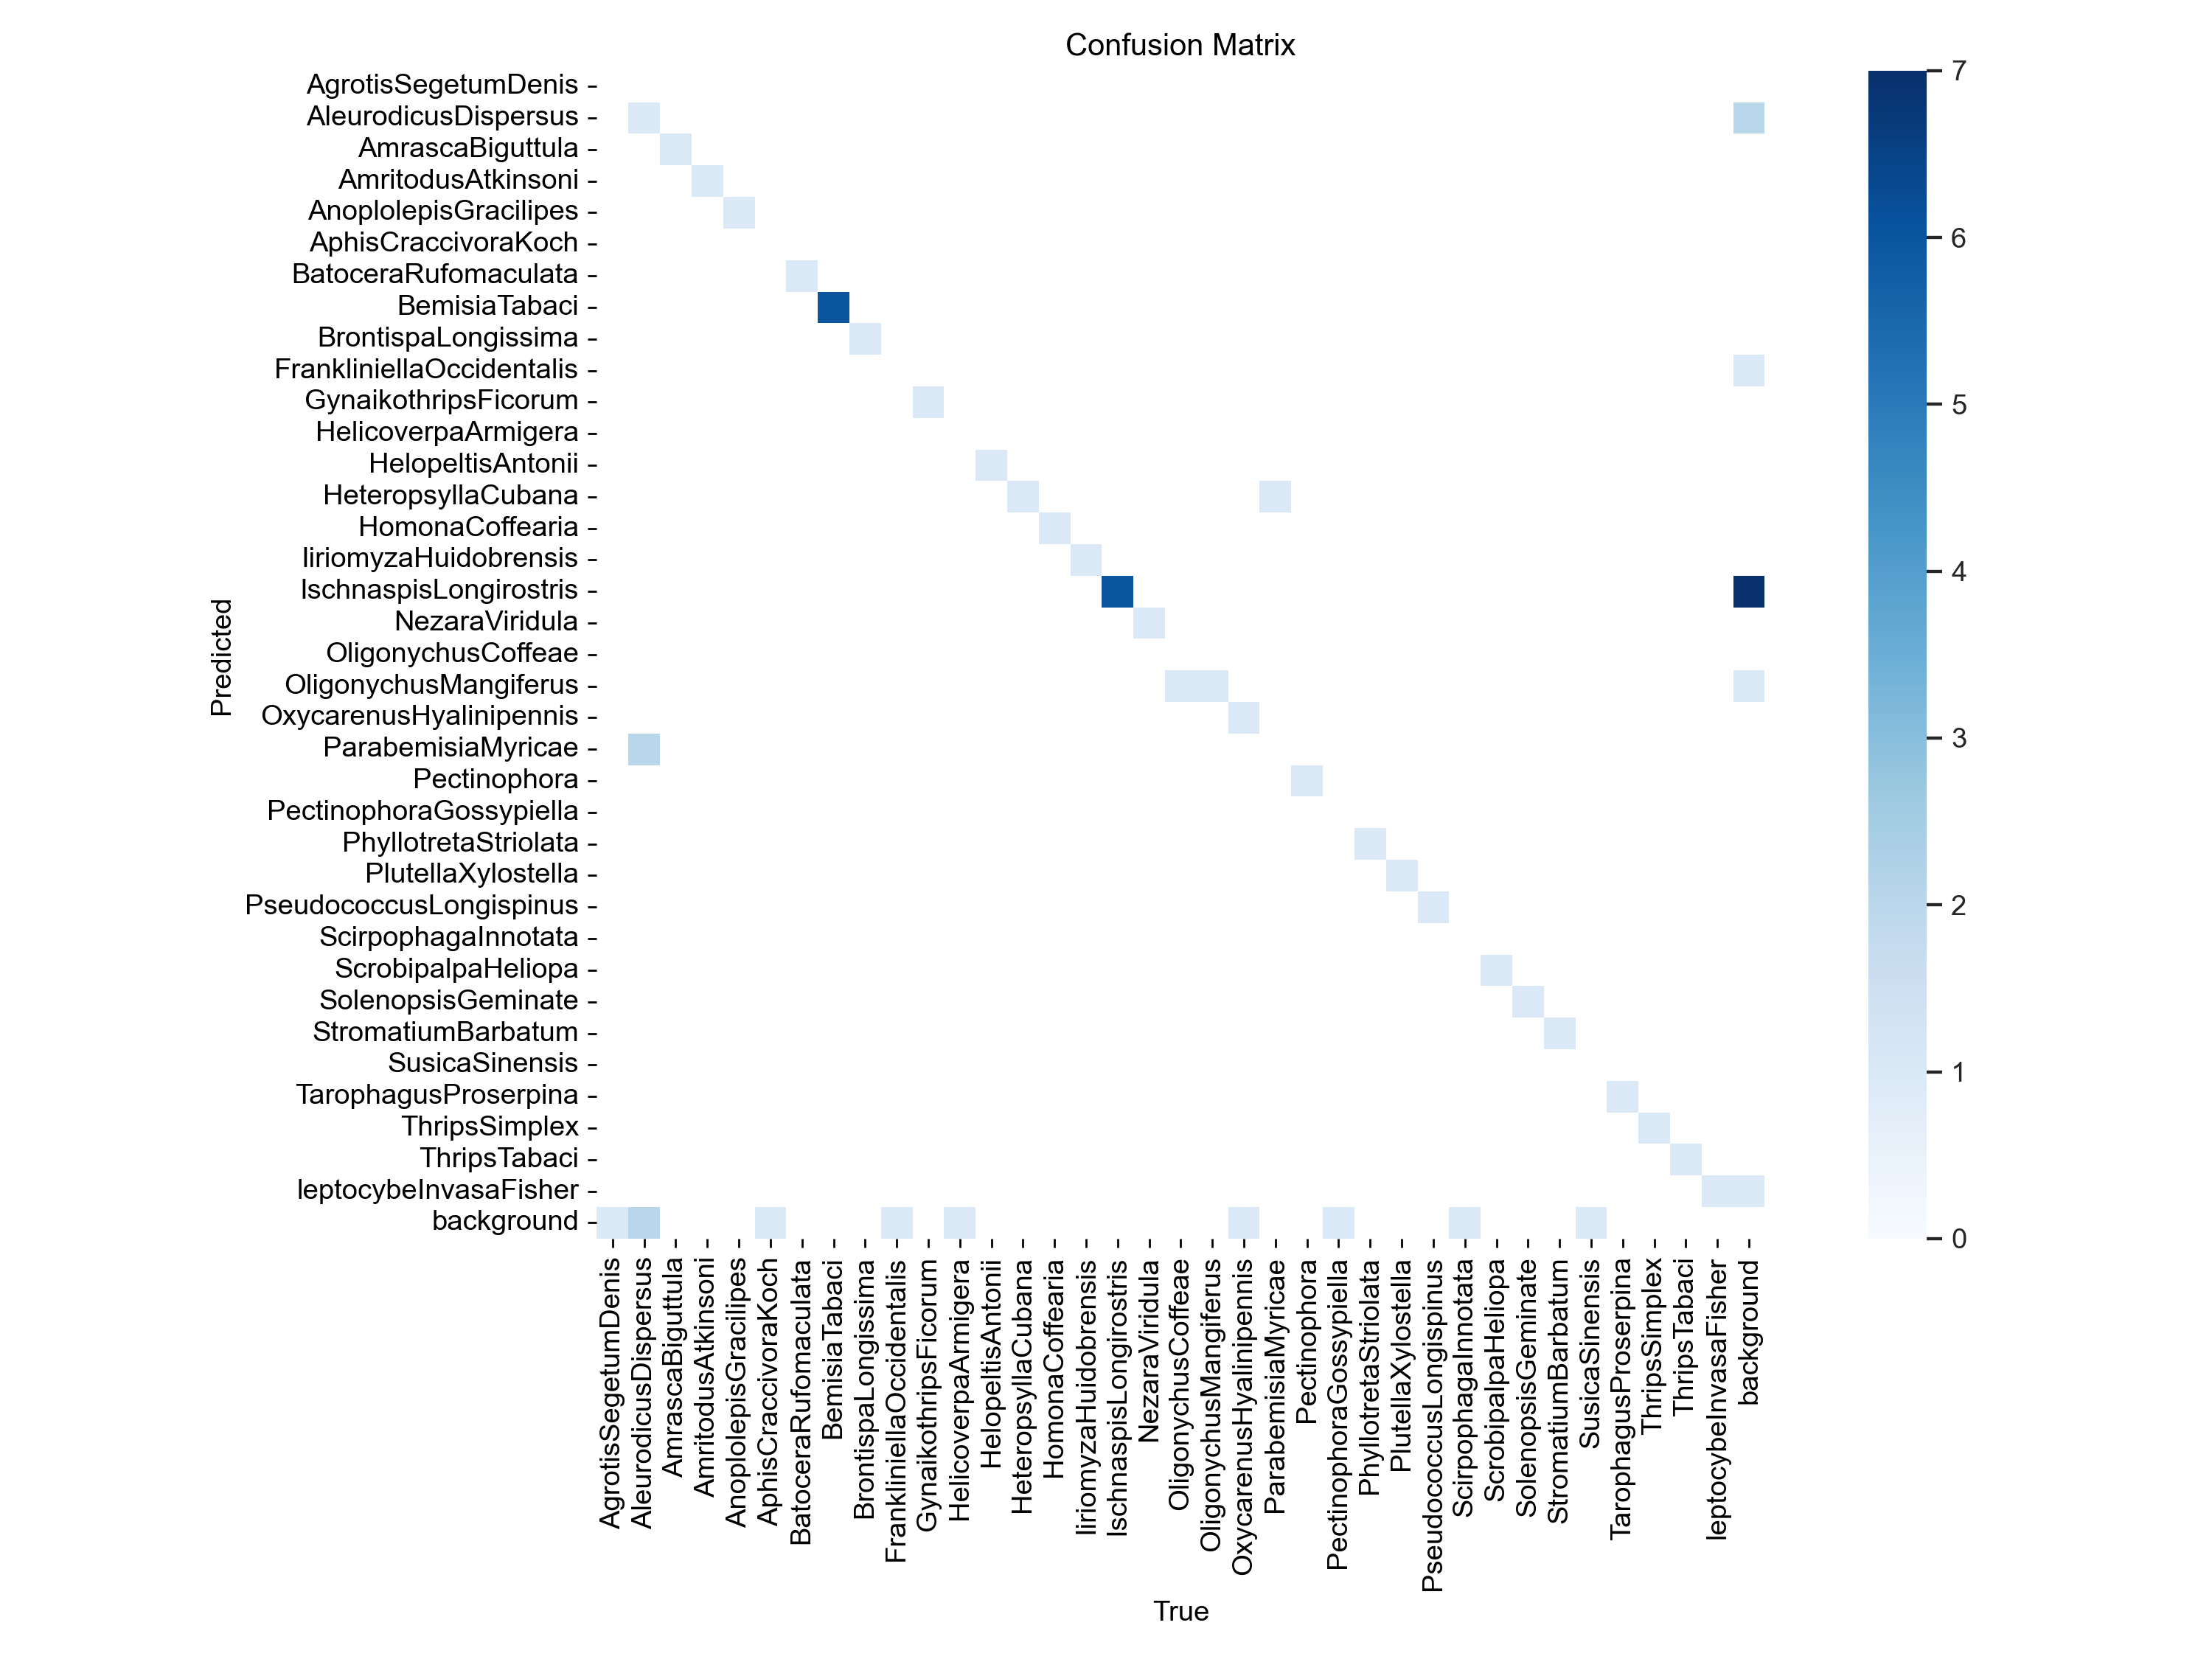 Confusion Matrix
AgrotisSegetumDenis
AleurodicusDispersus
AmrascaBiguttula
AmritodusAtkinsoni
AnoplolepisGracilipes
AphisCraccivoraKoch
BatoceraRufomaculata
BemisiaTabaci
BrontispaLongissima
FrankliniellaOccidentalis
GynaikothripsFicorum
HelicoverpaArmigera
HelopeltisAntonii
HeteropsyllaCubana
HomonaCoffearia
liriomyzaHuidobrensis
IschnaspisLongirostris
NezaraViridula
OligonychusCoffeae
OligonychusMangiferus
OxycarenusHyalinipennis
ParabemisiaMyricae
Pectinophora
PectinophoraGossypiella
PhyllotretaStriolata
PlutellaXylostella
PseudococcusLongispinus
ScirpophagaInnotata
ScrobipalpaHeliopa
SolenopsisGeminate
StromatiumBarbatum
SusicaSinensis
TarophagusProserpina
ThripsSimplex
ThripsTabaci
leptocybeInvasaFisher
background
Predicted
AgrotisSegetumDenis
AleurodicusDispersus
AmrascaBiguttula
AmritodusAtkinsoni
AnoplolepisGracilipes
AphisCraccivoraKoch
BatoceraRufomaculata
BemisiaTabaci
BrontispaLongissima
FrankliniellaOccidentalis
GynaikothripsFicorum
HelicoverpaArmigera
HelopeltisAntonii
HeteropsyllaCubana
HomonaCoffearia
liriomyzaHuidobrensis
IschnaspisLongirostris
NezaraViridula
OligonychusCoffeae
OligonychusMangiferus
OxycarenusHyalinipennis
ParabemisiaMyricae
Pectinophora
PectinophoraGossypiella
PhyllotretaStriolata
PlutellaXylostella
PseudococcusLongispinus
ScirpophagaInnotata
ScrobipalpaHeliopa
SolenopsisGeminate
StromatiumBarbatum
SusicaSinensis
TarophagusProserpina
ThripsSimplex
ThripsTabaci
leptocybeInvasaFisher
background
True
7
6
5
4
3
2
1
0